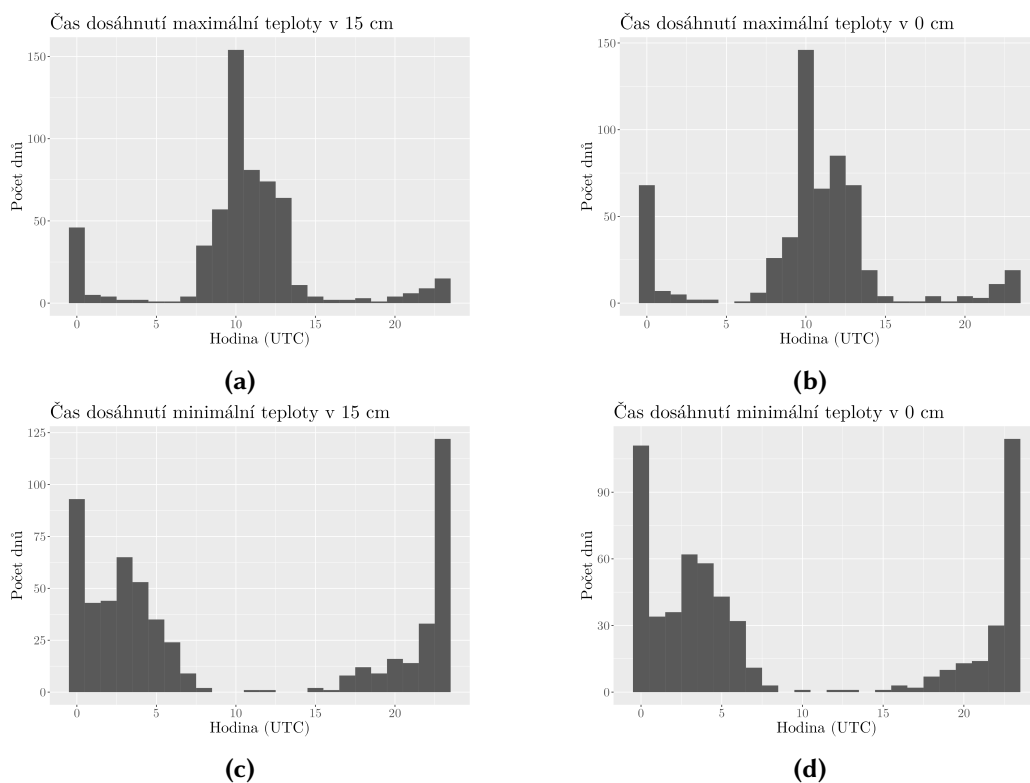 Čas dosáhnutí maximální teploty v 15 cm
150
100
50
0
Počet dnů
0 5 10 15 20
Hodina (UTC)
(a)
Čas dosáhnutí maximální teploty v 0 cm
150
100
50
0
Počet dnů
0 5 10 15 20
Hodina (UTC)
(b)
Čas dosáhnutí minimální teploty v 15 cm
125
100
75
50
25
0
Počet dnů
0 5 10 15 20
Hodina (UTC)
(c)
Čas dosáhnutí minimální teploty v 0 cm
90
60
30
0
Počet dnů
0 5 10 15 20
Hodina (UTC)
(d)